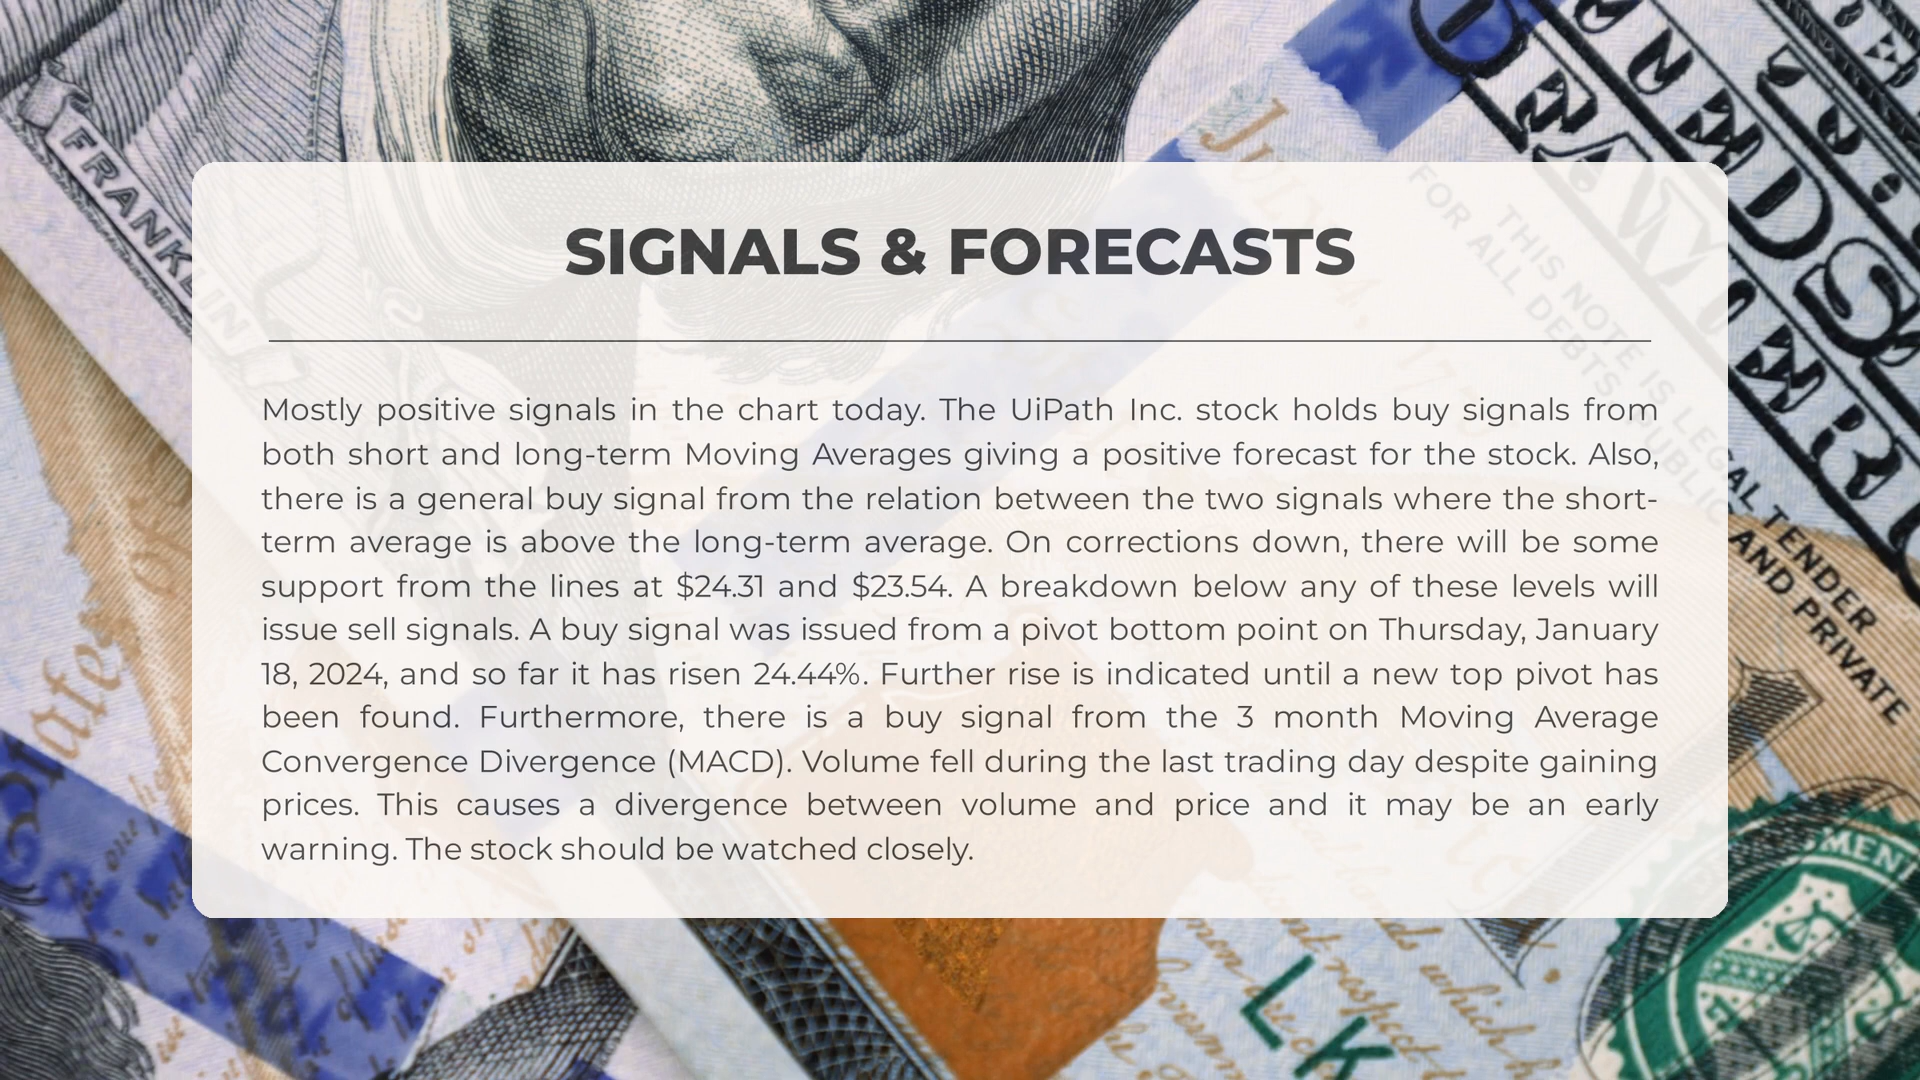 FRANKLIN
JULY 4, 1776
THIS NOTE IS LEGAL TENDER
FOR ALL DEBTS PUBLIC AND PRIVATE
SIGNALS & FORECASTS
Mostly positive signals in the chart today. The UiPath Inc. stock holds buy signals from
both short and long-term Moving Averages giving a positive forecast for the stock. Also,
there is a general buy signal from the relation between the two signals where the short-
term average is above the long-term average. On corrections down, there will be some
support from the lines at $24.31 and $23.54. A breakdown below any of these levels will
issue sell signals. A buy signal was issued from a pivot bottom point on Thursday, January
18, 2024, and so far it has risen 24.44%. Further rise is indicated until a new top pivot has
been found. Furthermore, there is a buy signal from the 3 month Moving Average
Convergence Divergence (MACD). Volume fell during the last trading day despite gaining
prices. This causes a divergence between volume and price and it may be an early
warning. The stock should be watched closely.
LK